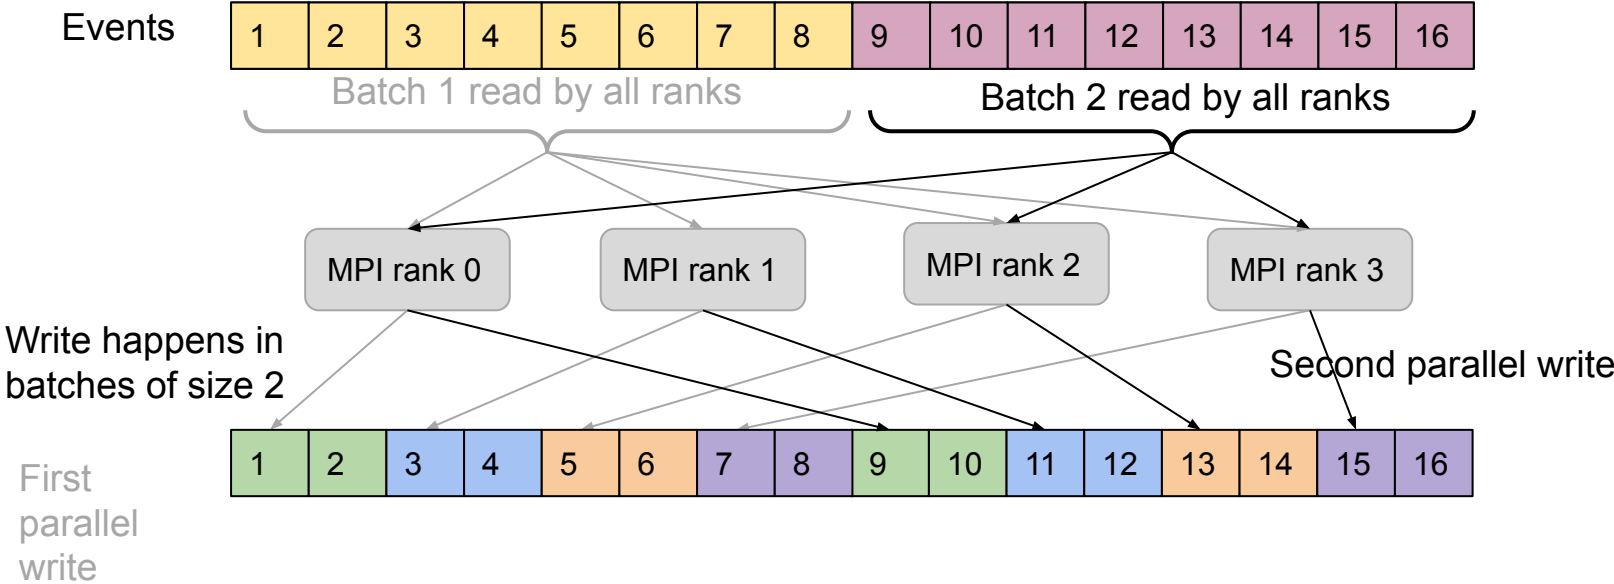 Events
1 2 3 4 5 6 7 8 9 10 11 12 13 14 15 16
Batch 1 read by all ranks
Batch 2 read by all ranks
MPI rank 0
MPI rank 1
MPI rank 2
MPI rank 3
Write happens in
batches of size 2
Second parallel write
1 2 3 4 5 6 7 8 9 10 11 12 13 14 15 16
First
parallel
write